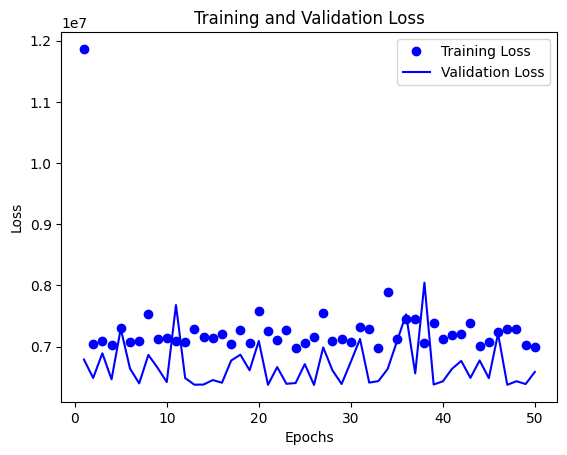 Training and Validation Loss
1e7
1.2
1.1
1.0
0.9
0.8
0.7
Loss
Training Loss
Validation Loss
0
10
20
30
40
50
Epochs